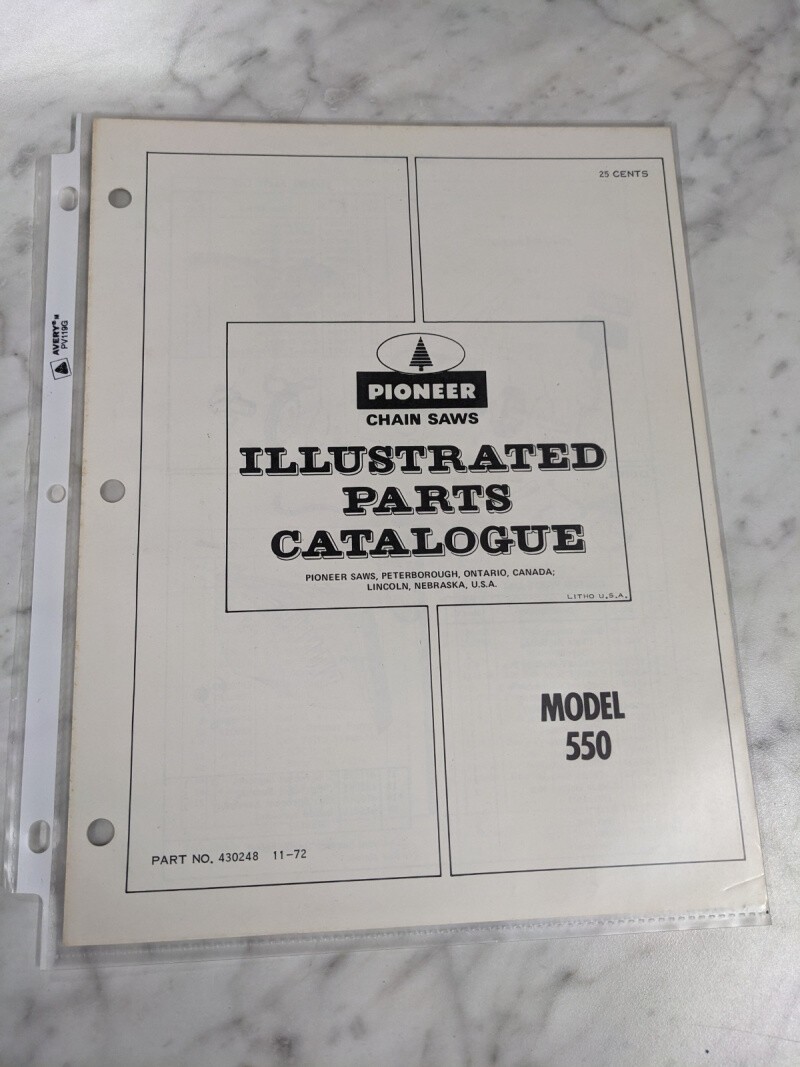 25 CENTS
AVERY® II
PV119G
PIONEER
CHAIN SAWS
ILLUSTRATED
PARTS
CATALOGUE
PIONEER SAWS, PETERBOROUGH, ONTARIO, CANADA;
LINCOLN, NEBRASKA, U.S.A.
LITHO U.S.A.
MODEL
550
PART NO. 430248 11-72